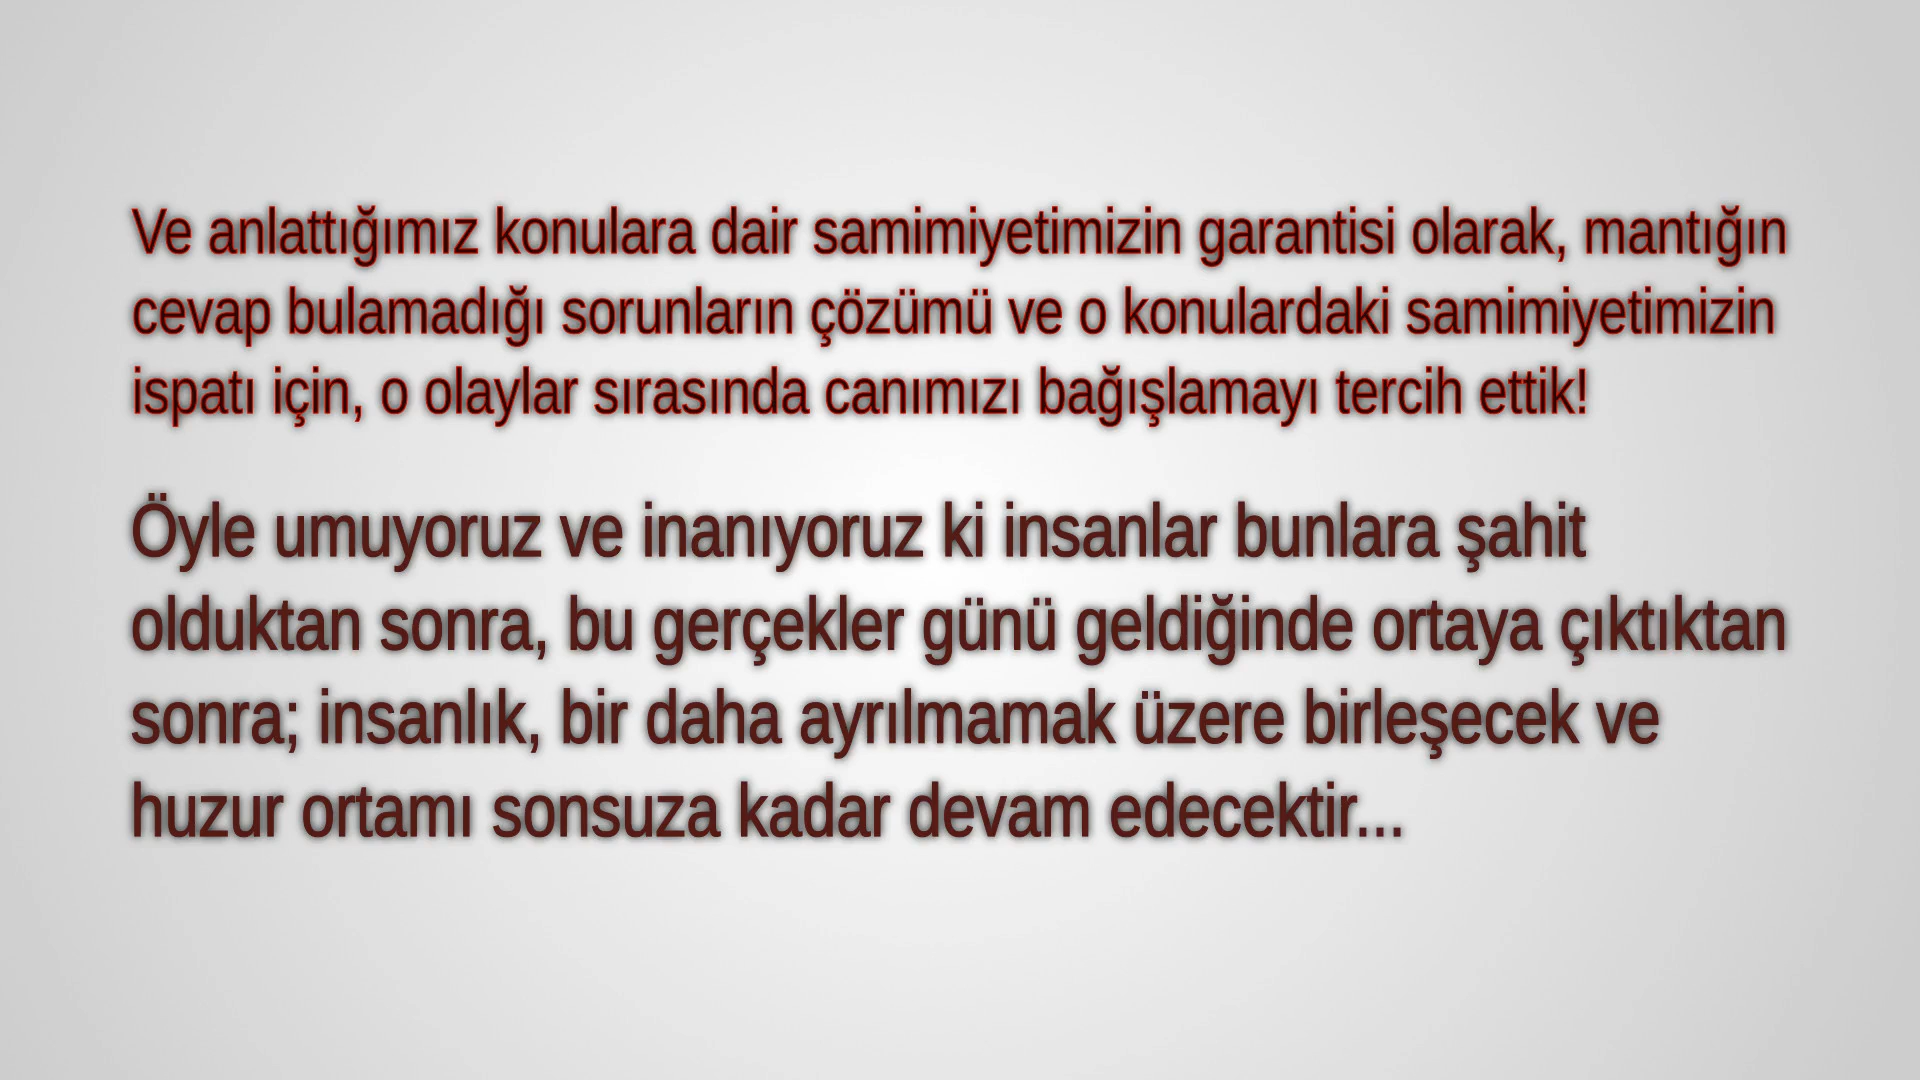 Ve anlattığımız konulara dair samimiyetimizin garantisi olarak, mantığın
cevap bulamadığı sorunların çözümü ve o konulardaki samimiyetimizin
ispatı için, o olaylar sırasında canımızı bağışlamayı tercih ettik!
Öyle umuyoruz ve inanıyoruz ki insanlar bunlara şahit
olduktan sonra, bu gerçekler günü geldiğinde ortaya çıktıktan
sonra; insanlık, bir daha ayrılmamak üzere birleşecek ve
huzur ortamı sonsuza kadar devam edecektir...